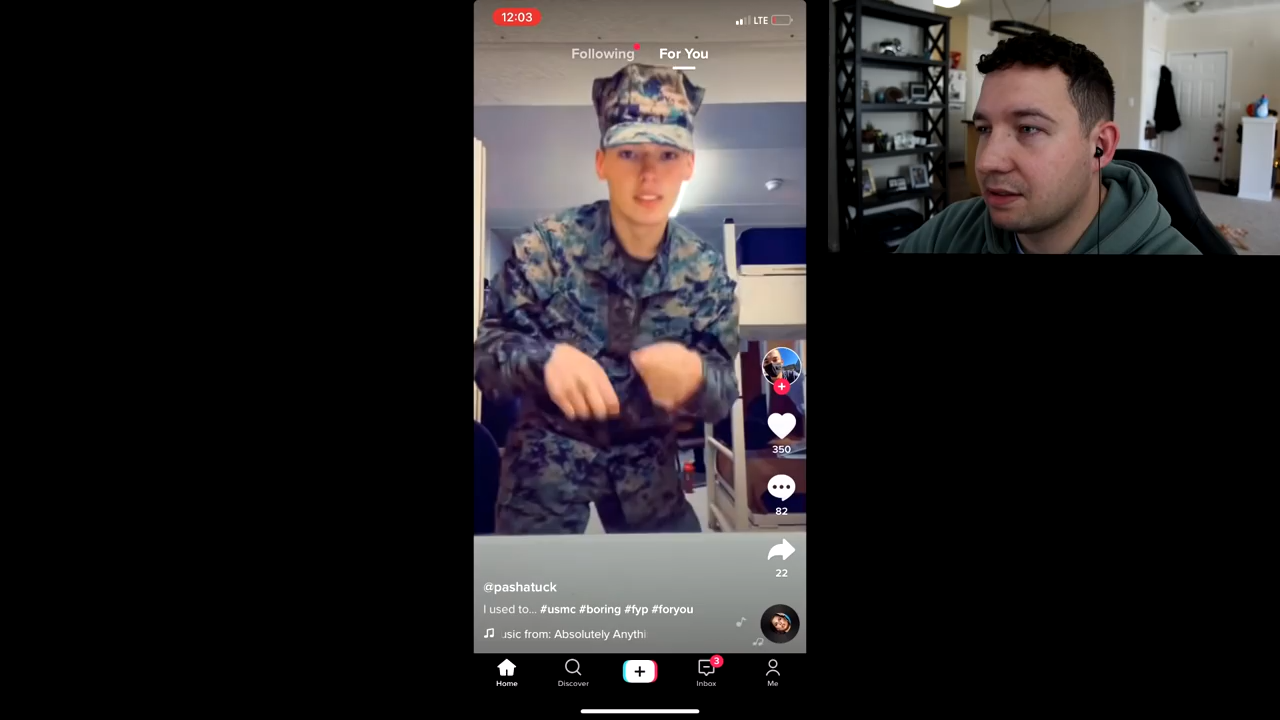 12:03
LTE
Following
For You
350
82
22
@pashatuck
I used to... #usmc #boring #fyp #foryou
usic from: Absolutely Anythi
3
Home
Discover
Inbox
Me